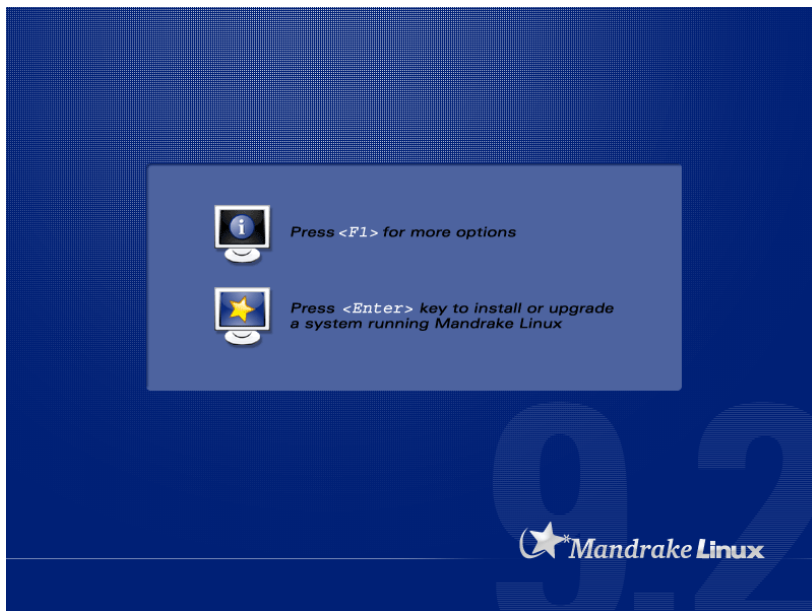 Press <F1> for more options
Press <Enter> key to install or upgrade
a system running Mandrake Linux
9.2
Mandrake Linux